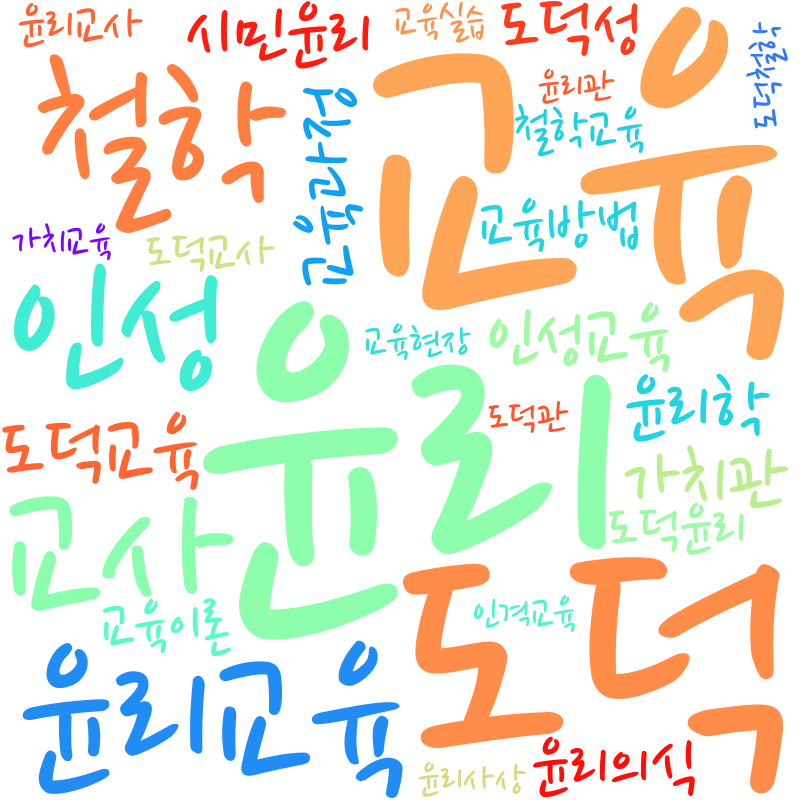 윤리교사
시민윤리
교육실습
도덕성
교육
도덕철학
철학
교육과정
윤리관
철학교육
가치교육
도덕교사
교육방법
인성
윤리
교육현장
인성교육
도덕교육
도덕관
윤리학
가치관
교사
도덕윤리
교육이론
도덕
인격교육
윤리교육
윤리사상
윤리의식